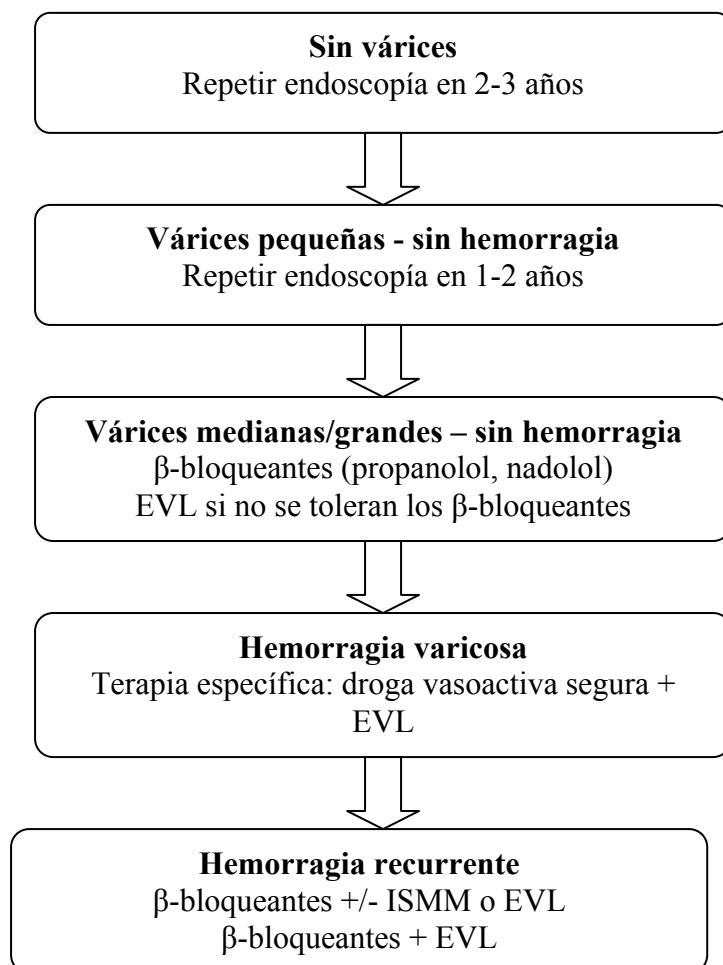 Sin várices
Repetir endoscopía en 2-3 años
Várices pequeñas - sin hemorragia
Repetir endoscopía en 1-2 años
Várices medianas/grandes – sin hemorragia
β-bloqueantes (propanolol, nadolol)
EVL si no se toleran los β-bloqueantes
Hemorragia varicosa
Terapia específica: droga vasoactiva segura +
EVL
Hemorragia recurrente
β-bloqueantes +/- ISMM o EVL
β-bloqueantes + EVL